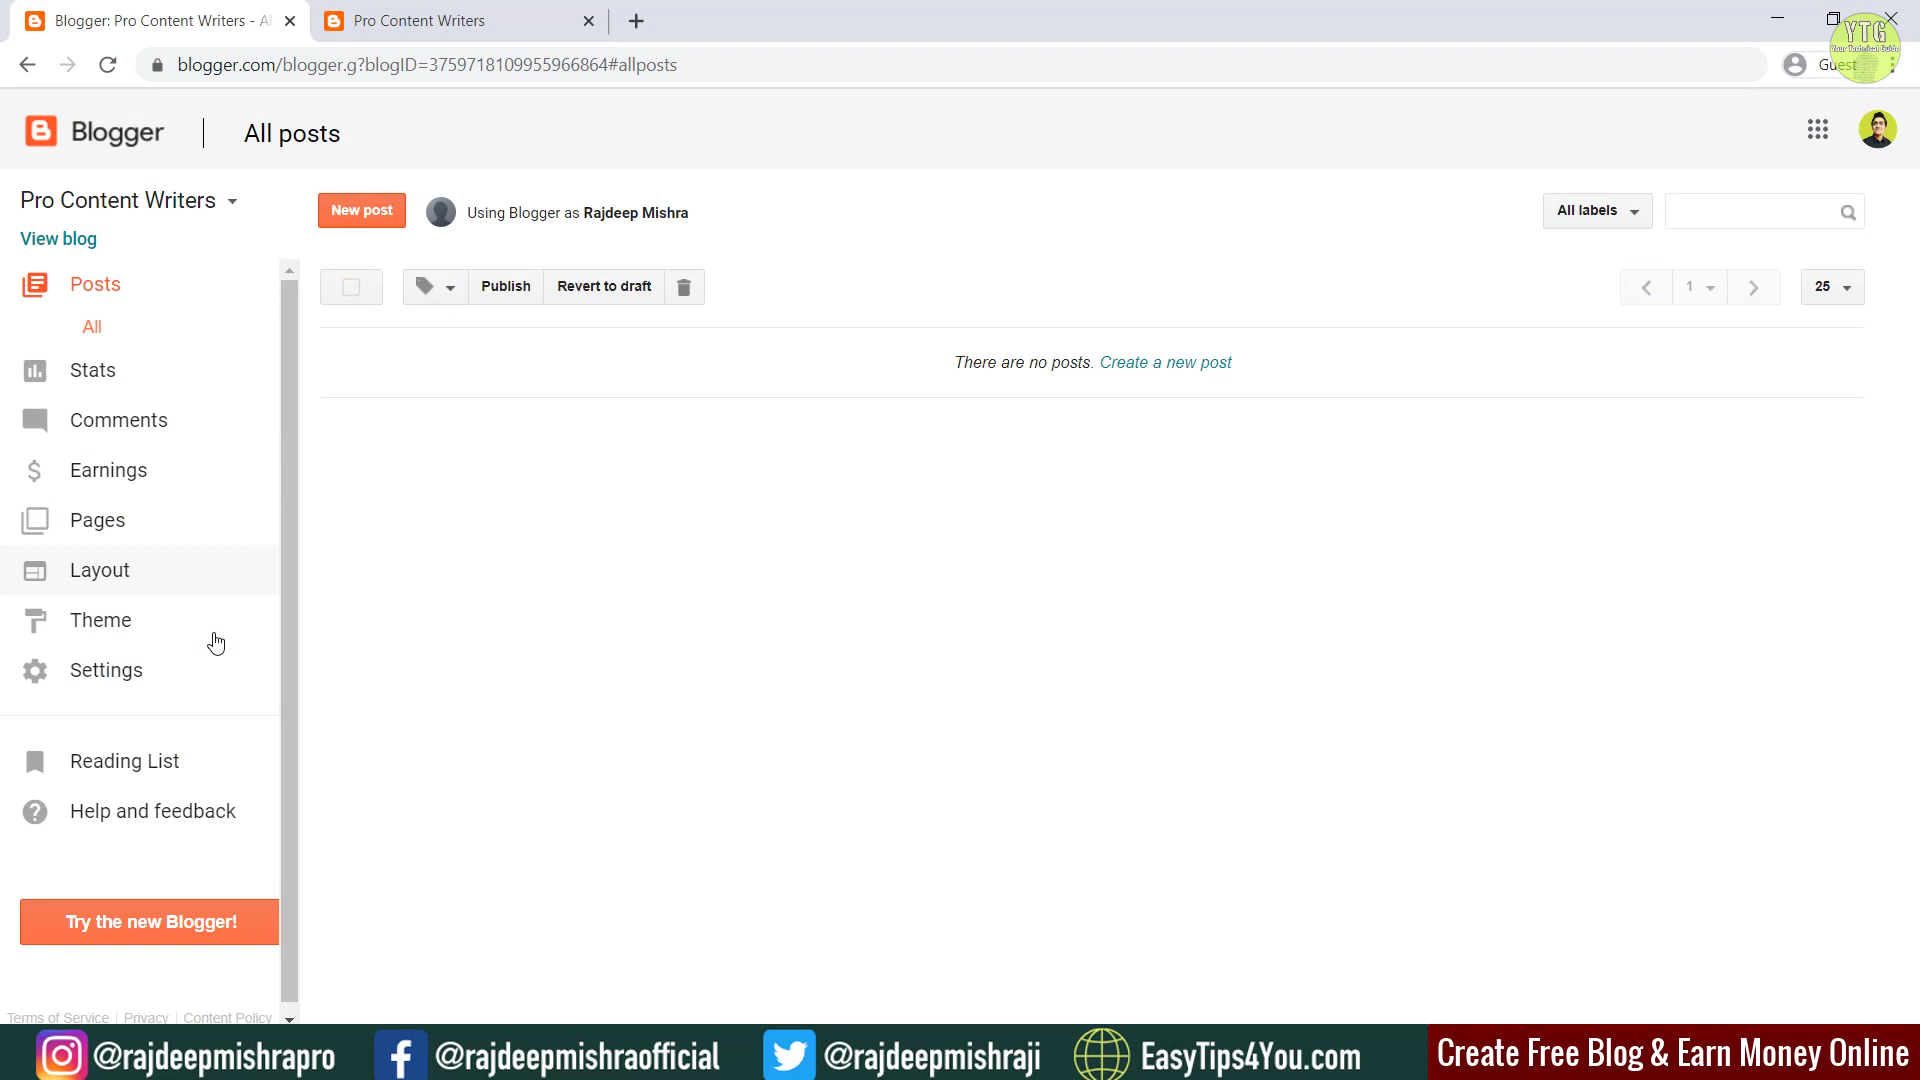 Blogger: Pro Content Writers - Al
Pro Content Writers
blogger.com/blogger.g?blogID=3759718109955966864#allposts
Guest
YTG
Your Technical Guide
Blogger
All posts
Pro Content Writers
View blog
New post
Using Blogger as Rajdeep Mishra
All labels
Posts
All
Publish
Revert to draft
1
25
There are no posts. Create a new post
Stats
Comments
Earnings
Pages
Layout
Theme
Settings
Reading List
Help and feedback
Try the new Blogger!
Terms of Service | Privacy | Content Policy
@rajdeepmishrapro
@rajdeepmishraofficial
@rajdeepmishraji
EasyTips4You.com
Create Free Blog & Earn Money Online